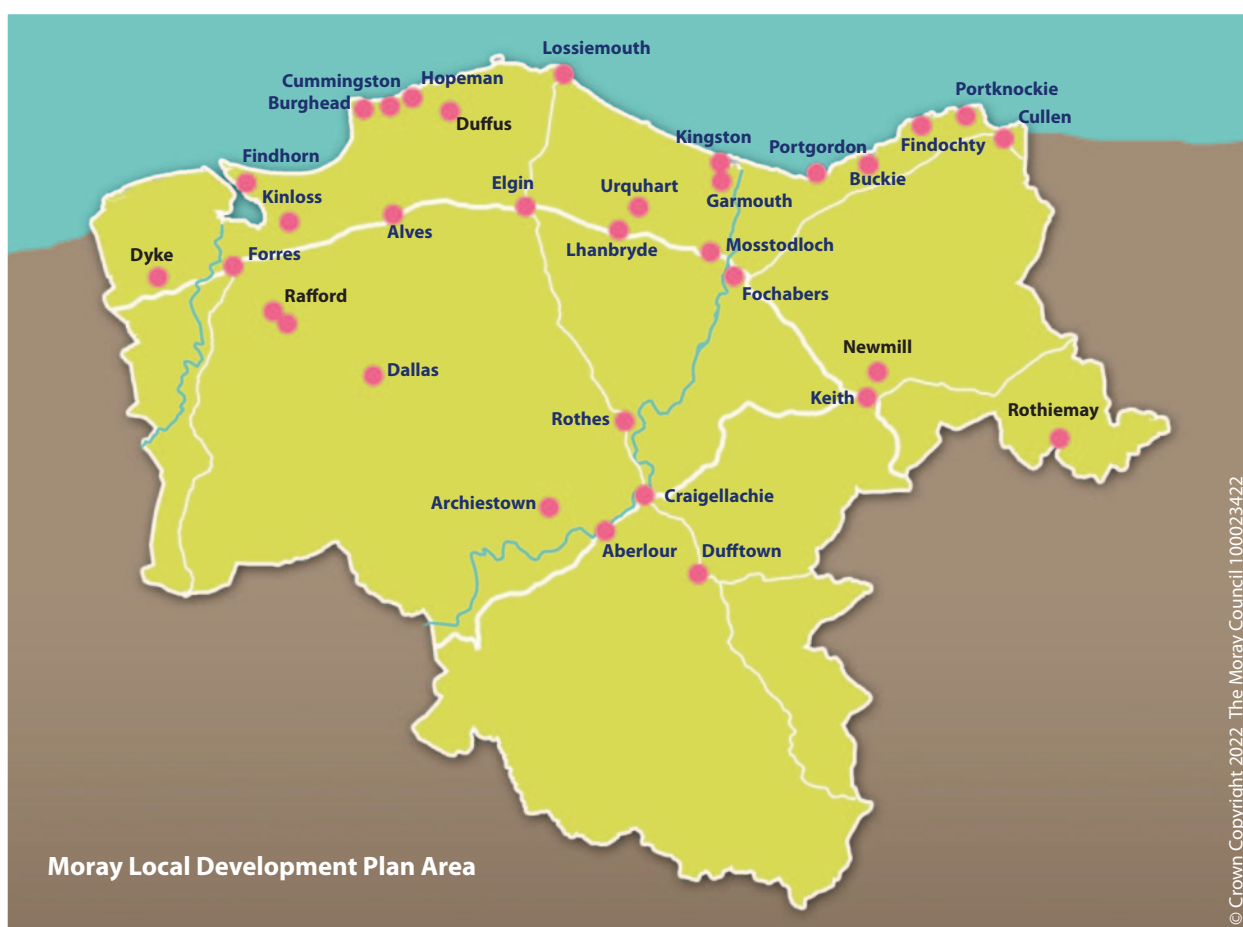 Lossiemouth
Hopeman
Cummingston
Burghead
Duffus
Portknockie
Cullen
Findochty
Kingston
Portgordon
Buckie
Findhorn
Kinloss
Elgin
Urquhart
Garmouth
Alves
Lhanbryde
Mosstodloch
Dyke
Forres
Fochabers
Rafford
Newmill
Dallas
Keith
Rothiemay
Rothes
Archiestown
Craigellachie
Aberlour
Dufftown
Moray Local Development Plan Area
© Crown Copyright 2022 The Moray Council 100023422